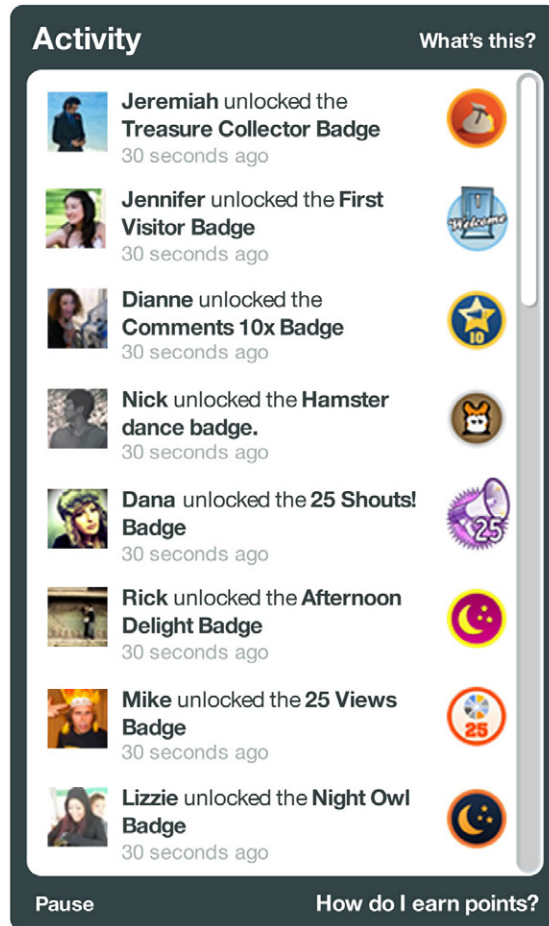 Activity
What's this?
Jeremiah unlocked the
Treasure Collector Badge
30 seconds ago
Jennifer unlocked the First
Visitor Badge
30 seconds ago
Welcome
Dianne unlocked the
Comments 10x Badge
30 seconds ago
10
Nick unlocked the Hamster
dance badge.
30 seconds ago
Dana unlocked the 25 Shouts!
Badge
30 seconds ago
25
Rick unlocked the Afternoon
Delight Badge
30 seconds ago
Mike unlocked the 25 Views
Badge
30 seconds ago
25
Lizzie unlocked the Night Owl
Badge
30 seconds ago
Pause
How do I earn points?